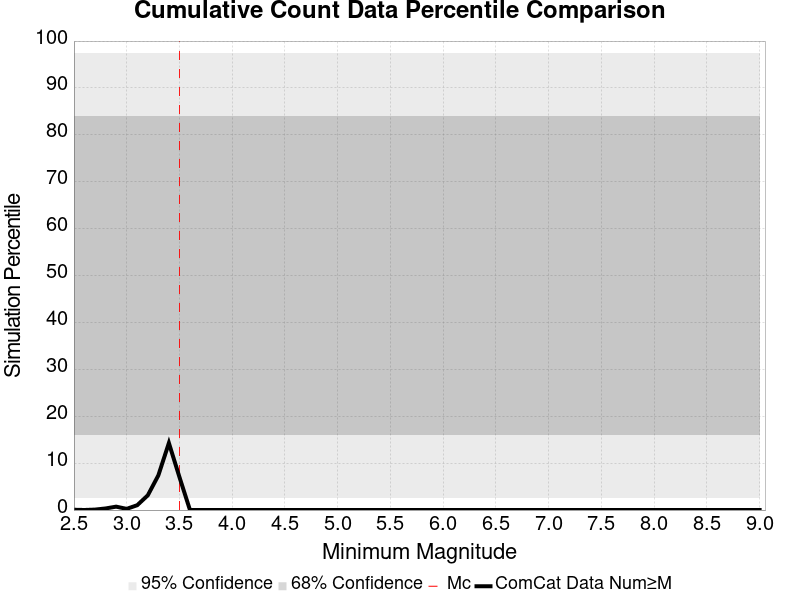 Cumulative Count Data Percentile Comparison
100
90
80
70
60
50
40
30
20
10
0
Simulation Percentile
2.5 3.0 3.5 4.0 4.5 5.0 5.5 6.0 6.5 7.0 7.5 8.0 8.5 9.0
Minimum Magnitude
95% Confidence 68% Confidence Mc ComCat Data Num≥M